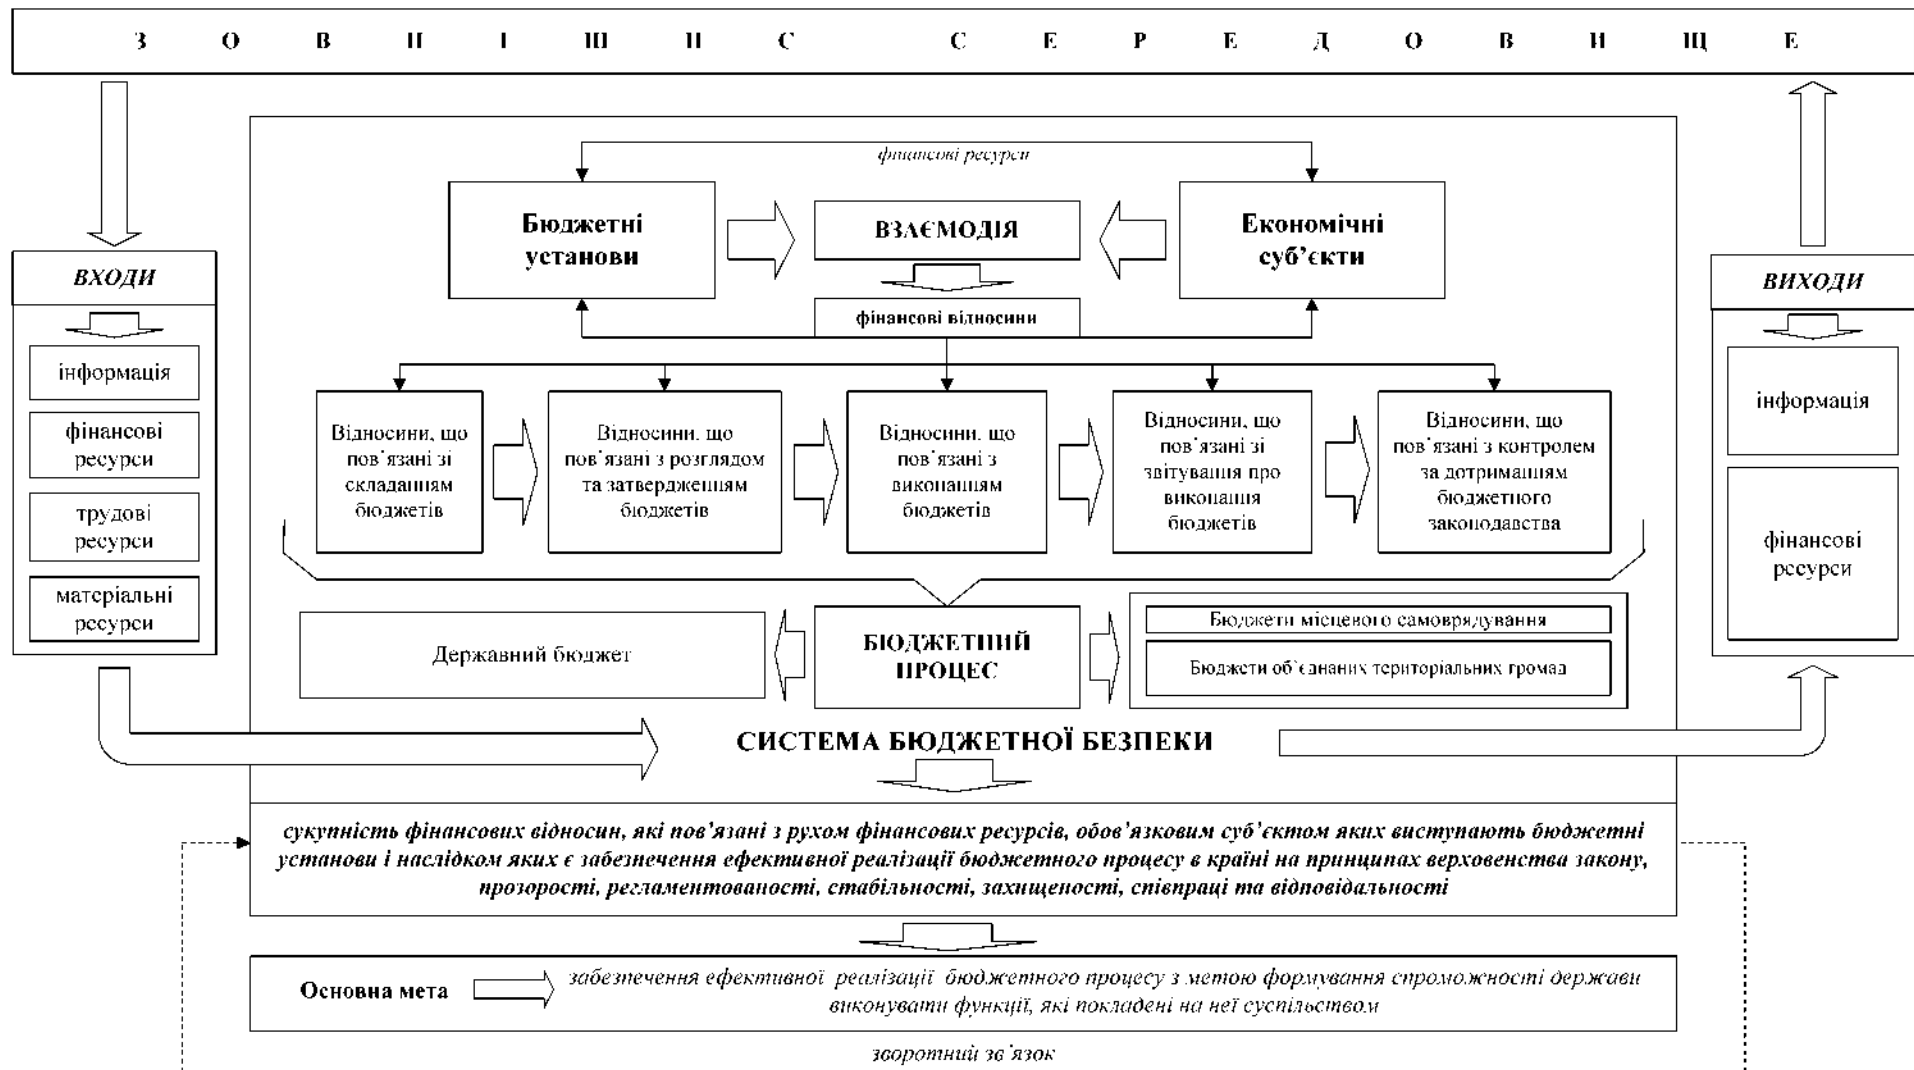 ЗОВНІШНЄ СЕРЕДОВИЩЕ
фінансові ресурси
Бюджетні
установи
ВЗАЄМОДІЯ
Економічні
суб’єкти
ВХОДИ
ВИХОДИ
фінансові відносини
інформація
фінансові
ресурси
трудові
ресурси
матеріальні
ресурси
Відносини, що
пов’язані зі
складанням
бюджетів
Відносини, що
пов’язані з розглядом
та затвердженням
бюджетів
Відносини, що
пов’язані з
виконанням
бюджетів
Відносини, що
пов’язані зі
звітування про
виконання
бюджетів
Відносини, що
пов’язані з контролем
за дотриманням
бюджетного
законодавства
інформація
фінансові
ресурси
Державний бюджет
БЮДЖЕТНИЙ
ПРОЦЕС
Бюджети місцевого самоврядування
Бюджети об’єднаних територіальних громад
СИСТЕМА БЮДЖЕТНОЇ БЕЗПЕКИ
сукупність фінансових відносин, які пов’язані з рухом фінансових ресурсів, обов’язковим суб’єктом яких виступають бюджетні
установи і наслідком яких є забезпечення ефективної реалізації бюджетного процесу в країні на принципах верховенства закону,
прозорості, регламентованості, стабільності, захищеності, співпраці та відповідальності
Основна мета
забезпечення ефективної реалізації бюджетного процесу з метою формування спроможності держави
виконувати функції, які покладені на неї суспільством
зворотний зв’язок